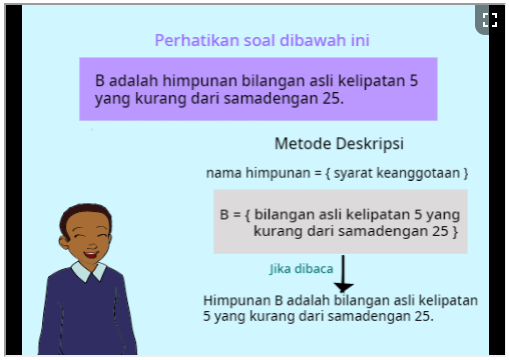 Perhatikan soal dibawah ini
B adalah himpunan bilangan asli kelipatan 5
yang kurang dari samadengan 25.
Metode Deskripsi
nama himpunan = { syarat keanggotaan }
B = { bilangan asli kelipatan 5 yang
kurang dari samadengan 25 }
Jika dibaca
Himpunan B adalah bilangan asli kelipatan
5 yang kurang dari samadengan 25.